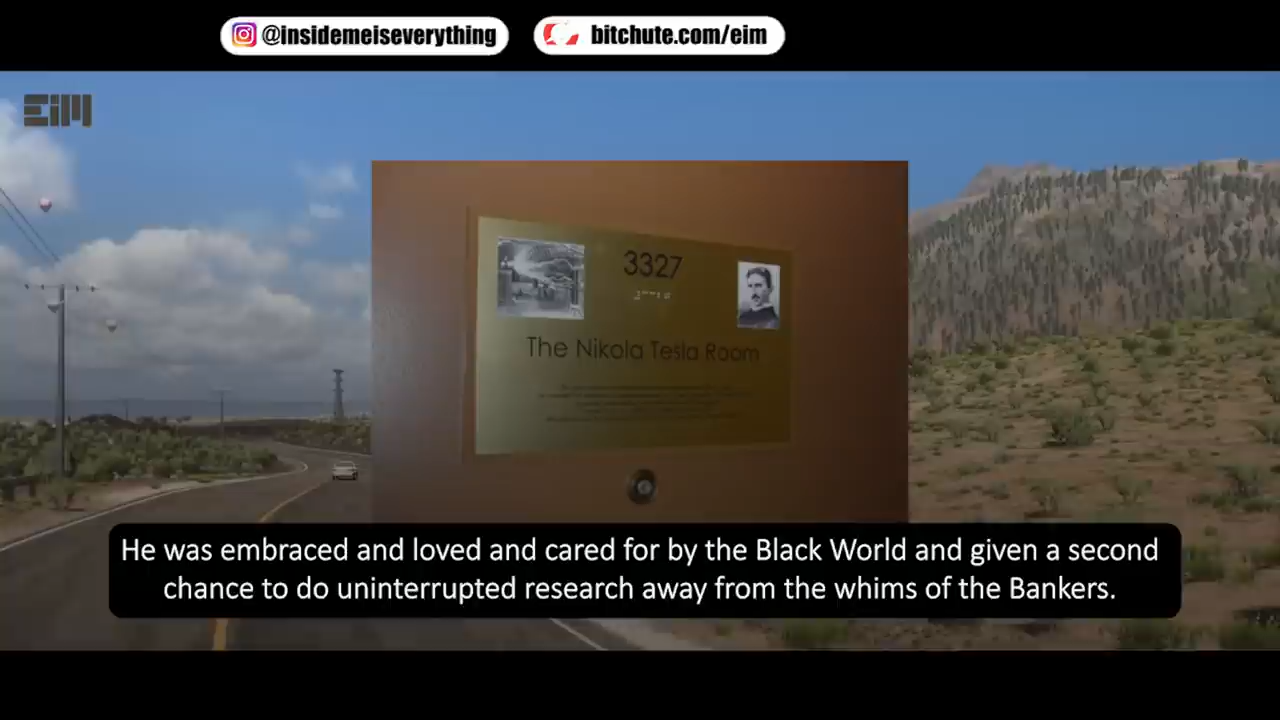 @insidemeiseverything
bitchute.com/eim
EIM
3327
The Nikola Tesla Room
He was embraced and loved and cared for by the Black World and given a second
chance to do uninterrupted research away from the whims of the Bankers.